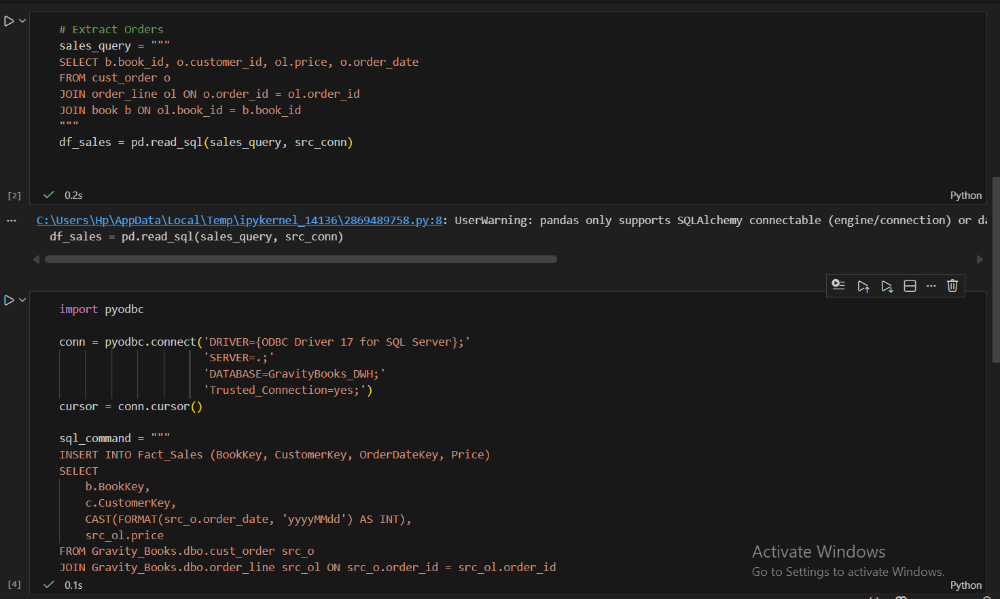 # Extract Orders
sales_query = """
SELECT b.book_id, o.customer_id, ol.price, o.order_date
FROM cust_order o
JOIN order_line ol ON o.order_id = ol.order_id
JOIN book b ON ol.book_id = b.book_id
"""
df_sales = pd.read_sql(sales_query, src_conn)
[2]
0.2s
Python
C:\Users\Hp\AppData\Local\Temp\ipykernel_14136\2869489758.py:8: UserWarning: pandas only supports SQLAlchemy connectable (engine/connection) or
df_sales = pd.read_sql(sales_query, src_conn)
import pyodbc
conn = pyodbc.connect('DRIVER={ODBC Driver 17 for SQL Server};'
'SERVER=.;'
'DATABASE=GravityBooks_DWH;'
'Trusted_Connection=yes;')
cursor = conn.cursor()
sql_command = """
INSERT INTO Fact_Sales (BookKey, CustomerKey, OrderDateKey, Price)
SELECT
b.BookKey,
c.CustomerKey,
CAST(FORMAT(src_o.order_date, 'yyyyMMdd') AS INT),
src_ol.price
FROM Gravity_Books.dbo.cust_order src_o
JOIN Gravity_Books.dbo.order_line src_ol ON src_o.order_id = src_ol.order_id
[4]
0.1s
Python
Activate Windows
Go to Settings to activate Windows.